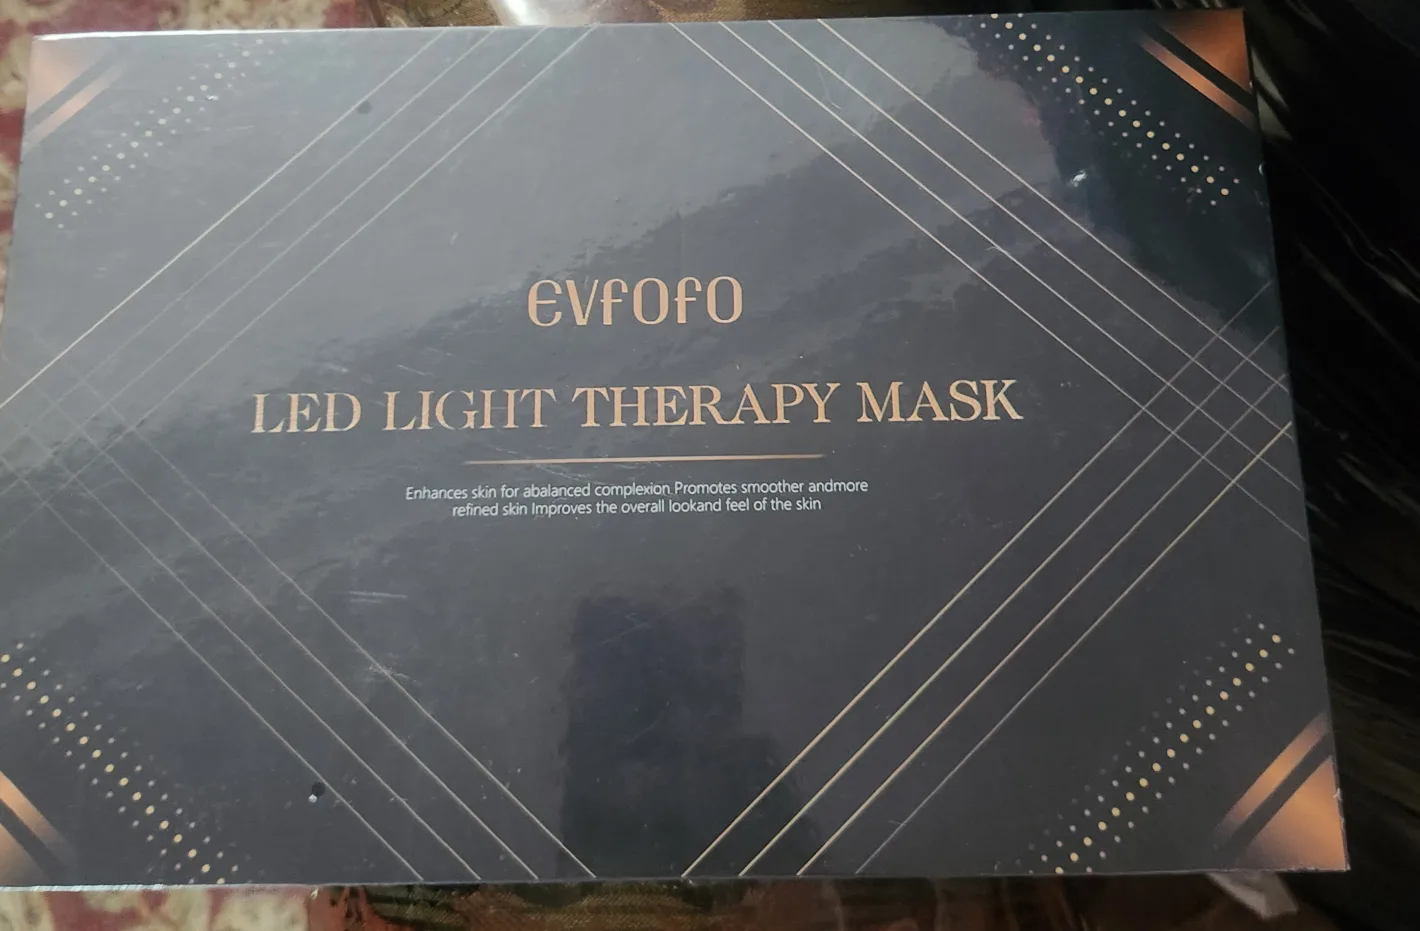 evfofo
LED LIGHT THERAPY MASK
Enhances skin for abalanced complexion Promotes smoother andmore
refined skin Improves the overall lookand feel of the skin